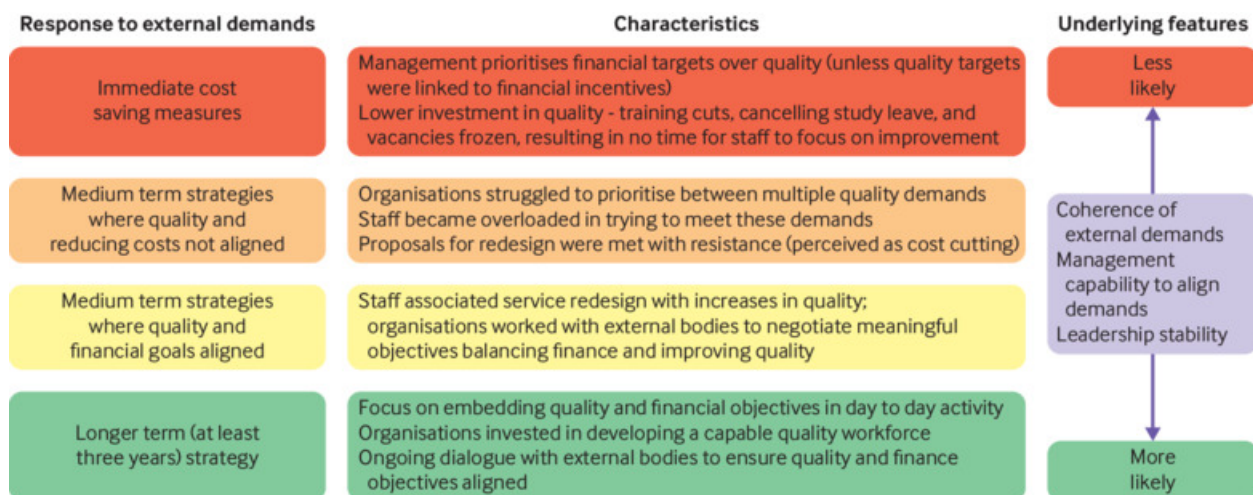 Response to external demands
Characteristics
Underlying features
Immediate cost
saving measures
Management prioritises financial targets over quality (unless quality targets
were linked to financial incentives)
Lower investment in quality - training cuts, cancelling study leave, and
vacancies frozen, resulting in no time for staff to focus on improvement
Less
likely
Medium term strategies
where quality and
reducing costs not aligned
Organisations struggled to prioritise between multiple quality demands
Staff became overloaded in trying to meet these demands
Proposals for redesign were met with resistance (perceived as cost cutting)
Coherence of
external demands
Management
capability to align
demands
Leadership stability
Medium term strategies
where quality and
financial goals aligned
Staff associated service redesign with increases in quality;
organisations worked with external bodies to negotiate meaningful
objectives balancing finance and improving quality
Longer term (at least
three years) strategy
Focus on embedding quality and financial objectives in day to day activity
Organisations invested in developing a capable quality workforce
Ongoing dialogue with external bodies to ensure quality and finance
objectives aligned
More
likely